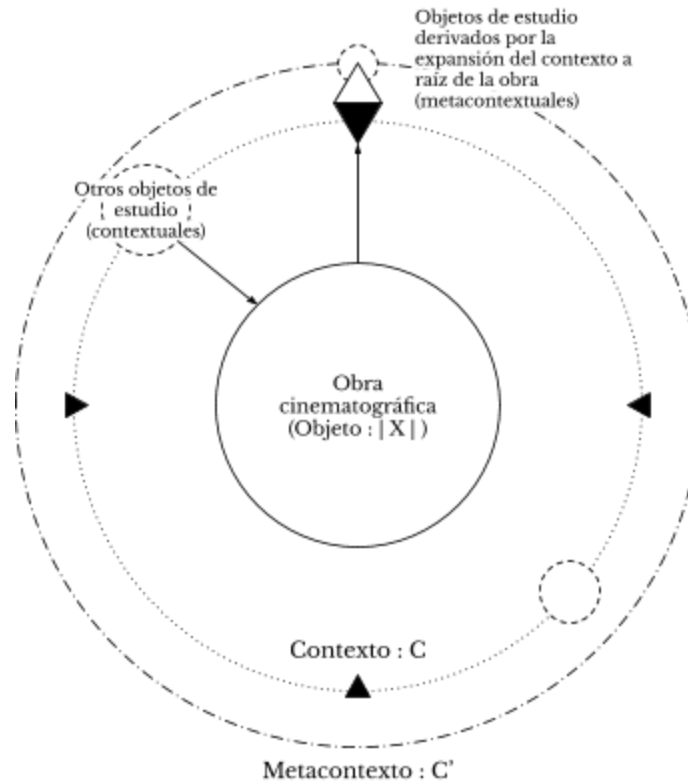 Objetos de estudio
derivados por la
expansión del contexto a
raíz de la obra
(metacontextuales)
Otros objetos de
estudio
(contextuales)
Obra
cinematográfica
(Objeto : | X | )
Contexto : C
Metacontexto : C’